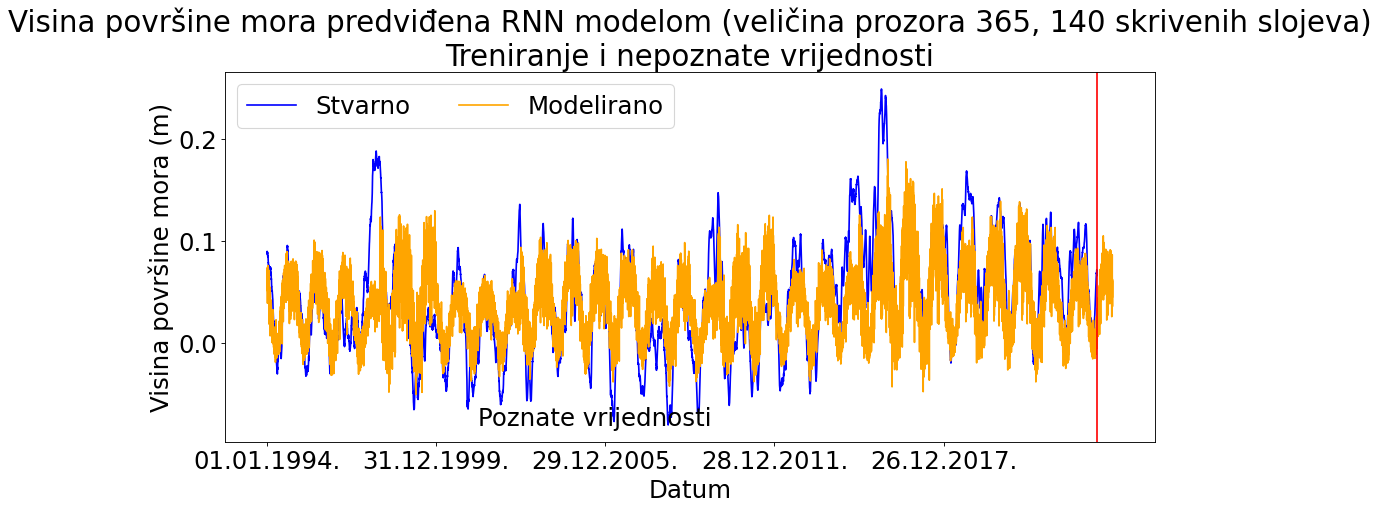 Visina površine mora predviđena RNN modelom (veličina prozora 365, 140 skrivenih slojeva)
Treniranje i nepoznate vrijednosti
Stvarno Modelirano
Visina površine mora (m)
0.2
0.1
0.0
Poznate vrijednosti
01.01.1994. 31.12.1999. 29.12.2005. 28.12.2011. 26.12.2017.
Datum